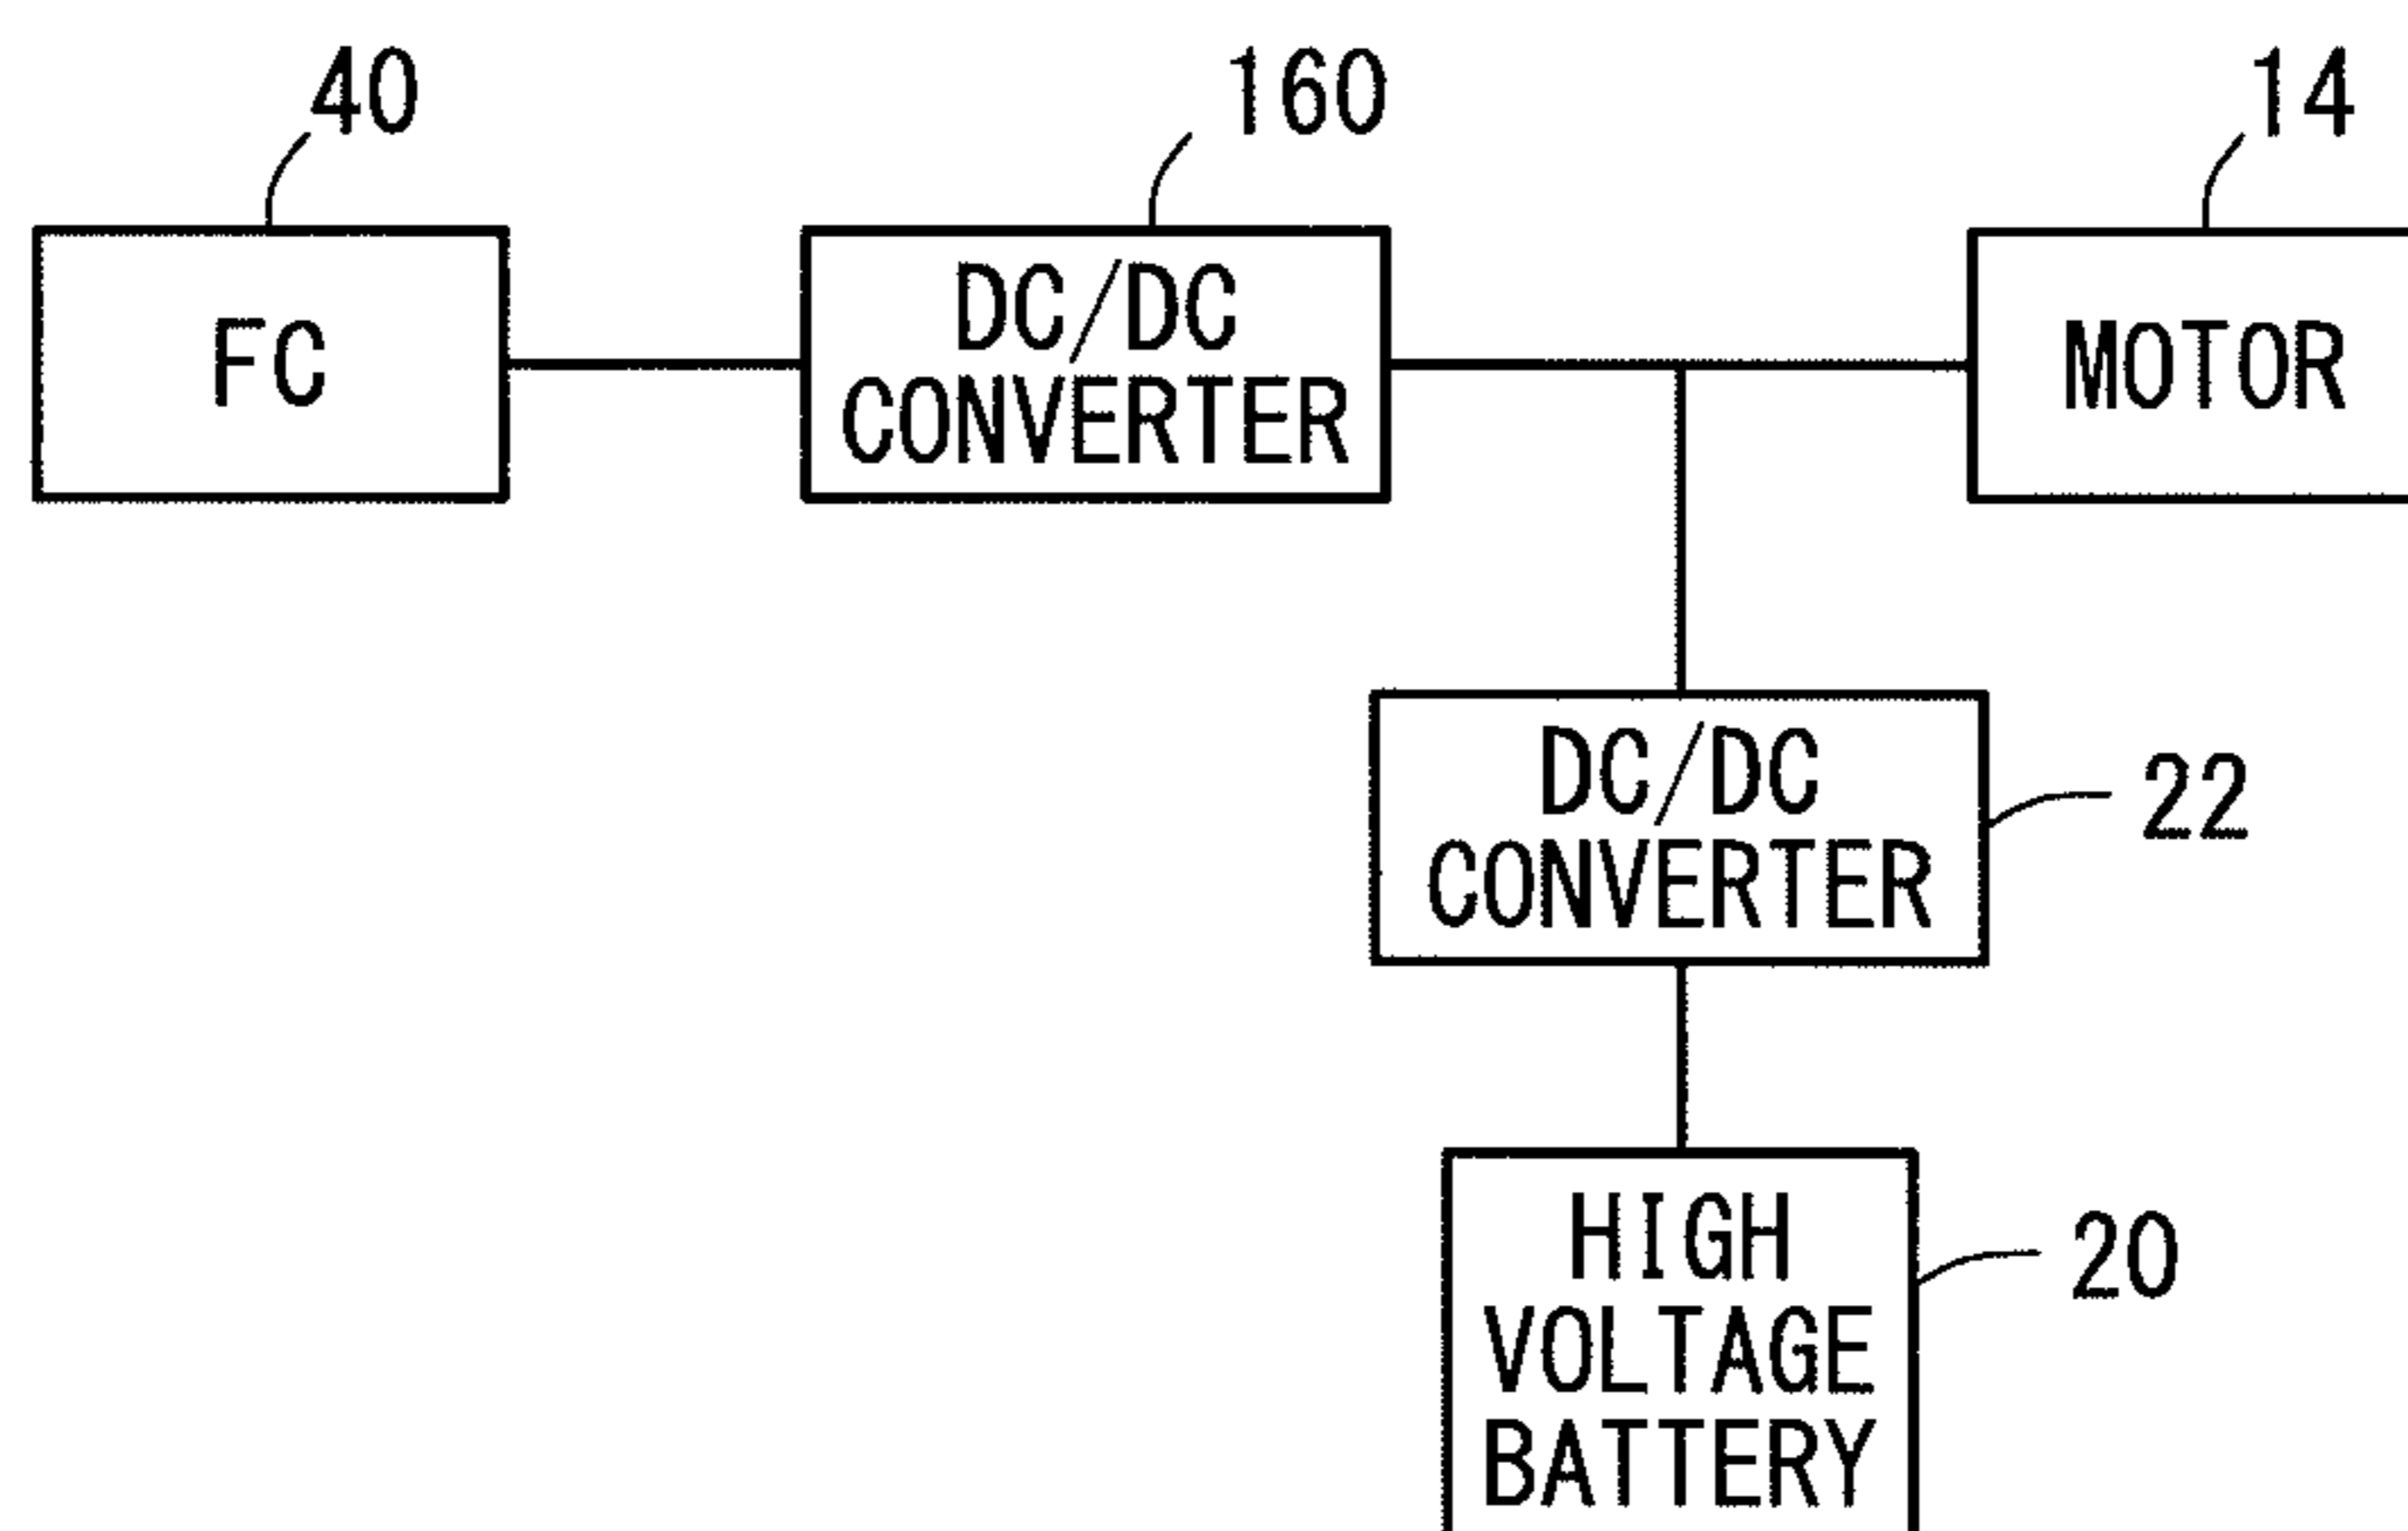 40
160
14
FC
DC/DC
CONVERTER
MOTOR
DC/DC
CONVERTER
22
HIGH
VOLTAGE
BATTERY
20